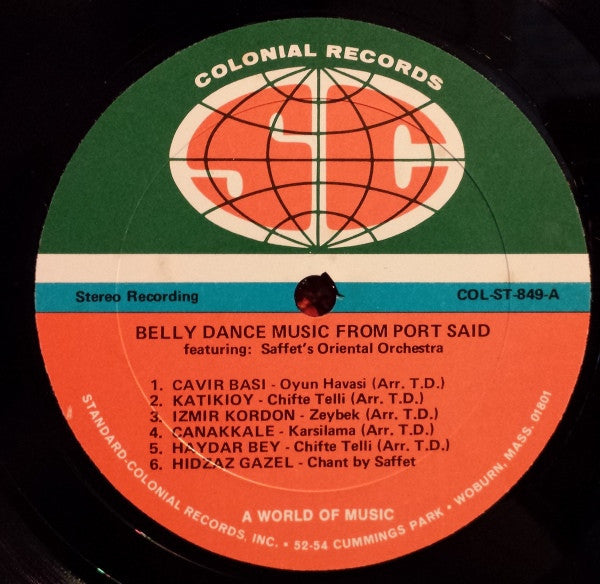 COLONIAL RECORDS
SC
Stereo Recording
COL-ST-849-A
BELLY DANCE MUSIC FROM PORT SAID
featuring: Saffet's Oriental Orchestra
1. CAVIR BASI - Oyun Havasi (Arr. T.D.)
2. KATIKIOY - Chifte Telli (Arr. T.D.)
3. IZMIR KORDON - Zeybek (Arr. T.D.)
4. CANAKKALE - Karsilama (Arr. T.D.)
5. HAYDAR BEY - Chifte Telli (Arr. T.D.)
6. HIDZAZ GAZEL - Chant by Saffet
A WORLD OF MUSIC
STANDARD-COLONIAL RECORDS, INC. • 52-54 CUMMINGS PARK • WOBURN, MASS. 01801